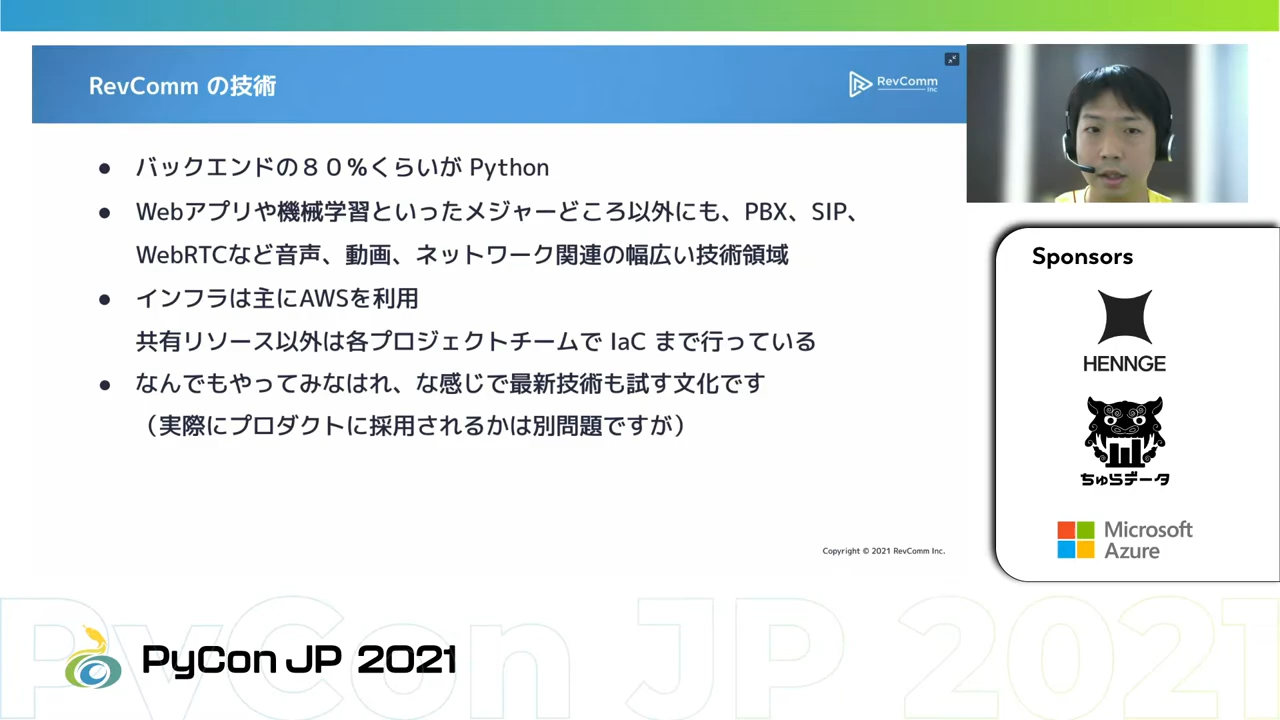 RevComm の技術
RevComm
Inc
● バックエンドの８０％くらいが Python
● Webアプリや機械学習といったメジャーどころ以外にも、PBX、SIP、
WebRTCなど音声、動画、ネットワーク関連の幅広い技術領域
● インフラは主にAWSを利用
共有リソース以外は各プロジェクトチームで IaC まで行っている
● なんでもやってみなはれ、な感じで最新技術も試す文化です
（実際にプロダクトに採用されるかは別問題ですが）
Copyright © 2021 RevComm Inc.
Sponsors
HENNGE
ちゅらデータ
Microsoft
Azure
PyCon JP 2021
PyCon JP 2021